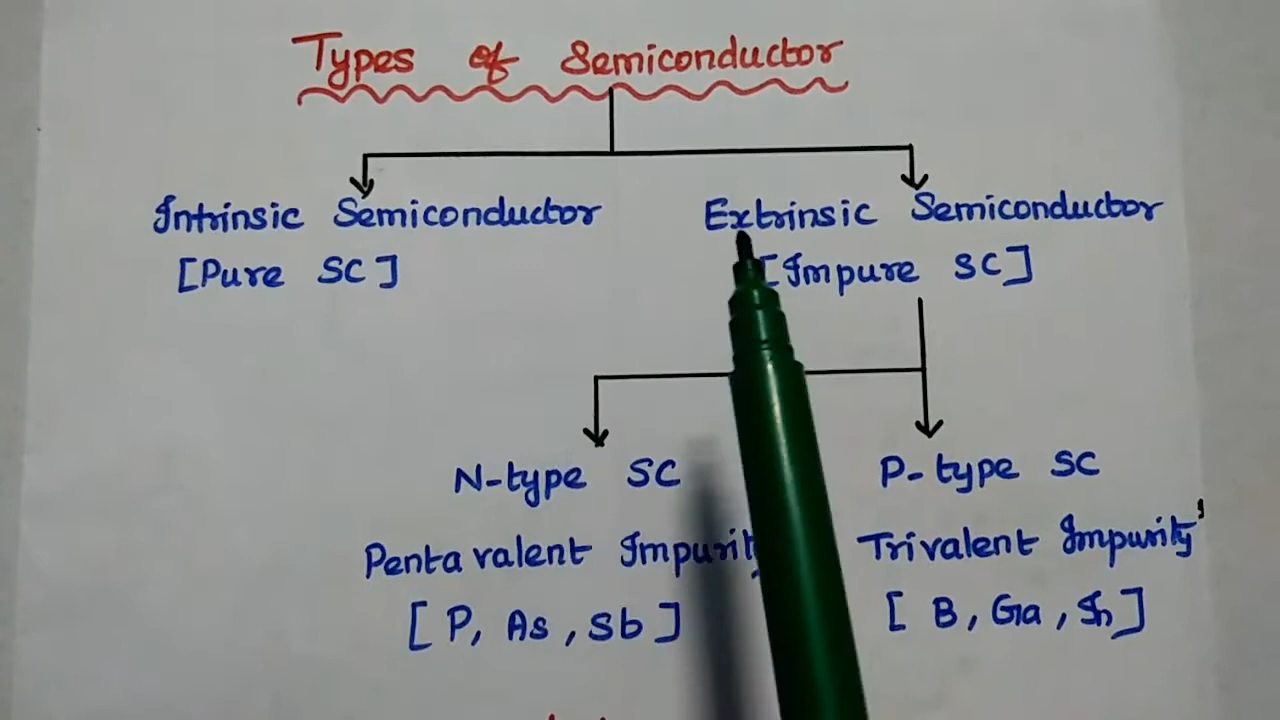 Types of Semiconductor
Intrinsic Semiconductor
[Pure SC]
Extrinsic Semiconductor
[Impure SC]
N-type SC
Pentavalent Impurit
[P, As, Sb]
P-type SC
Trivalent Impurity
[B, Ga, In]